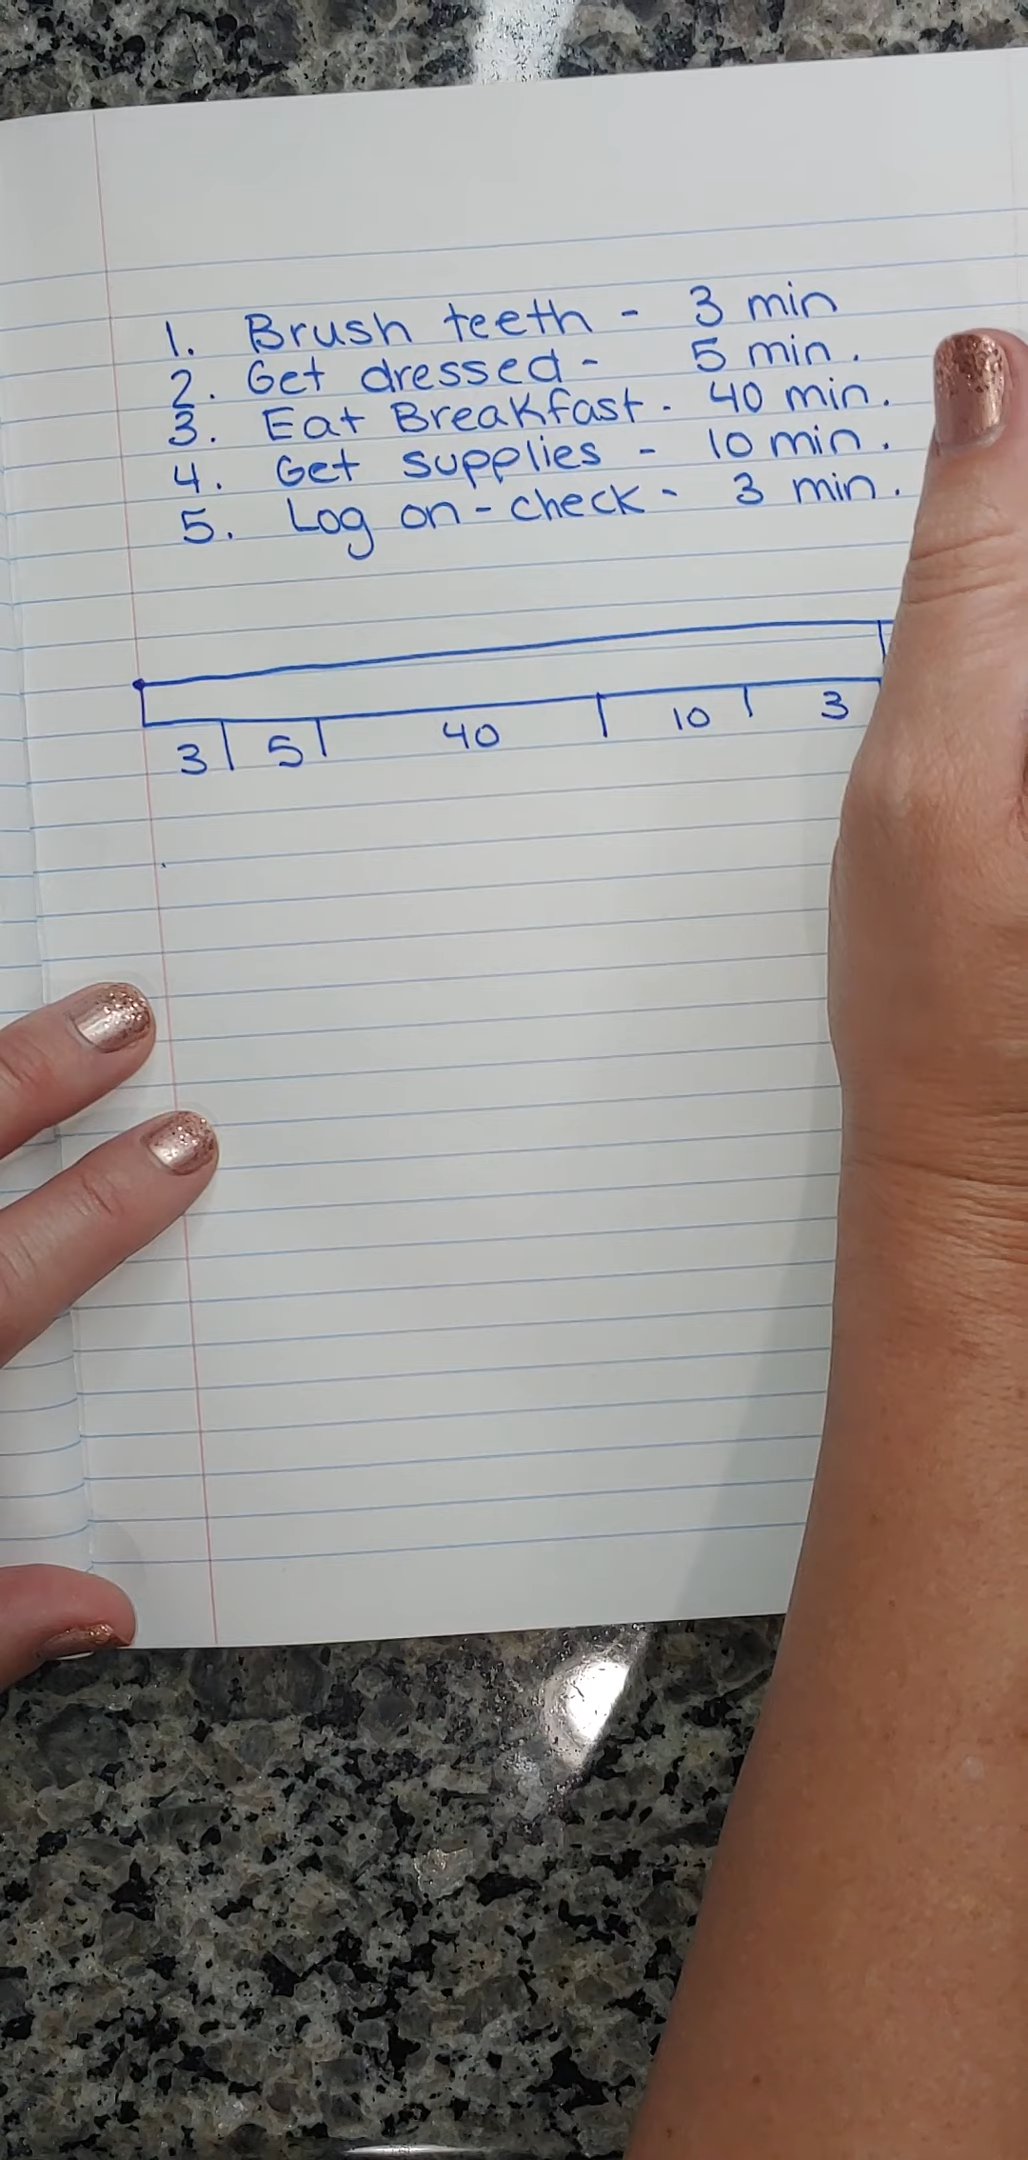 1. Brush teeth - 3 min
2. Get dressed - 5 min.
3. Eat Breakfast. 40 min.
4. Get supplies - 10 min.
5. Log on - check - 3 min.
3 5 40 10 3